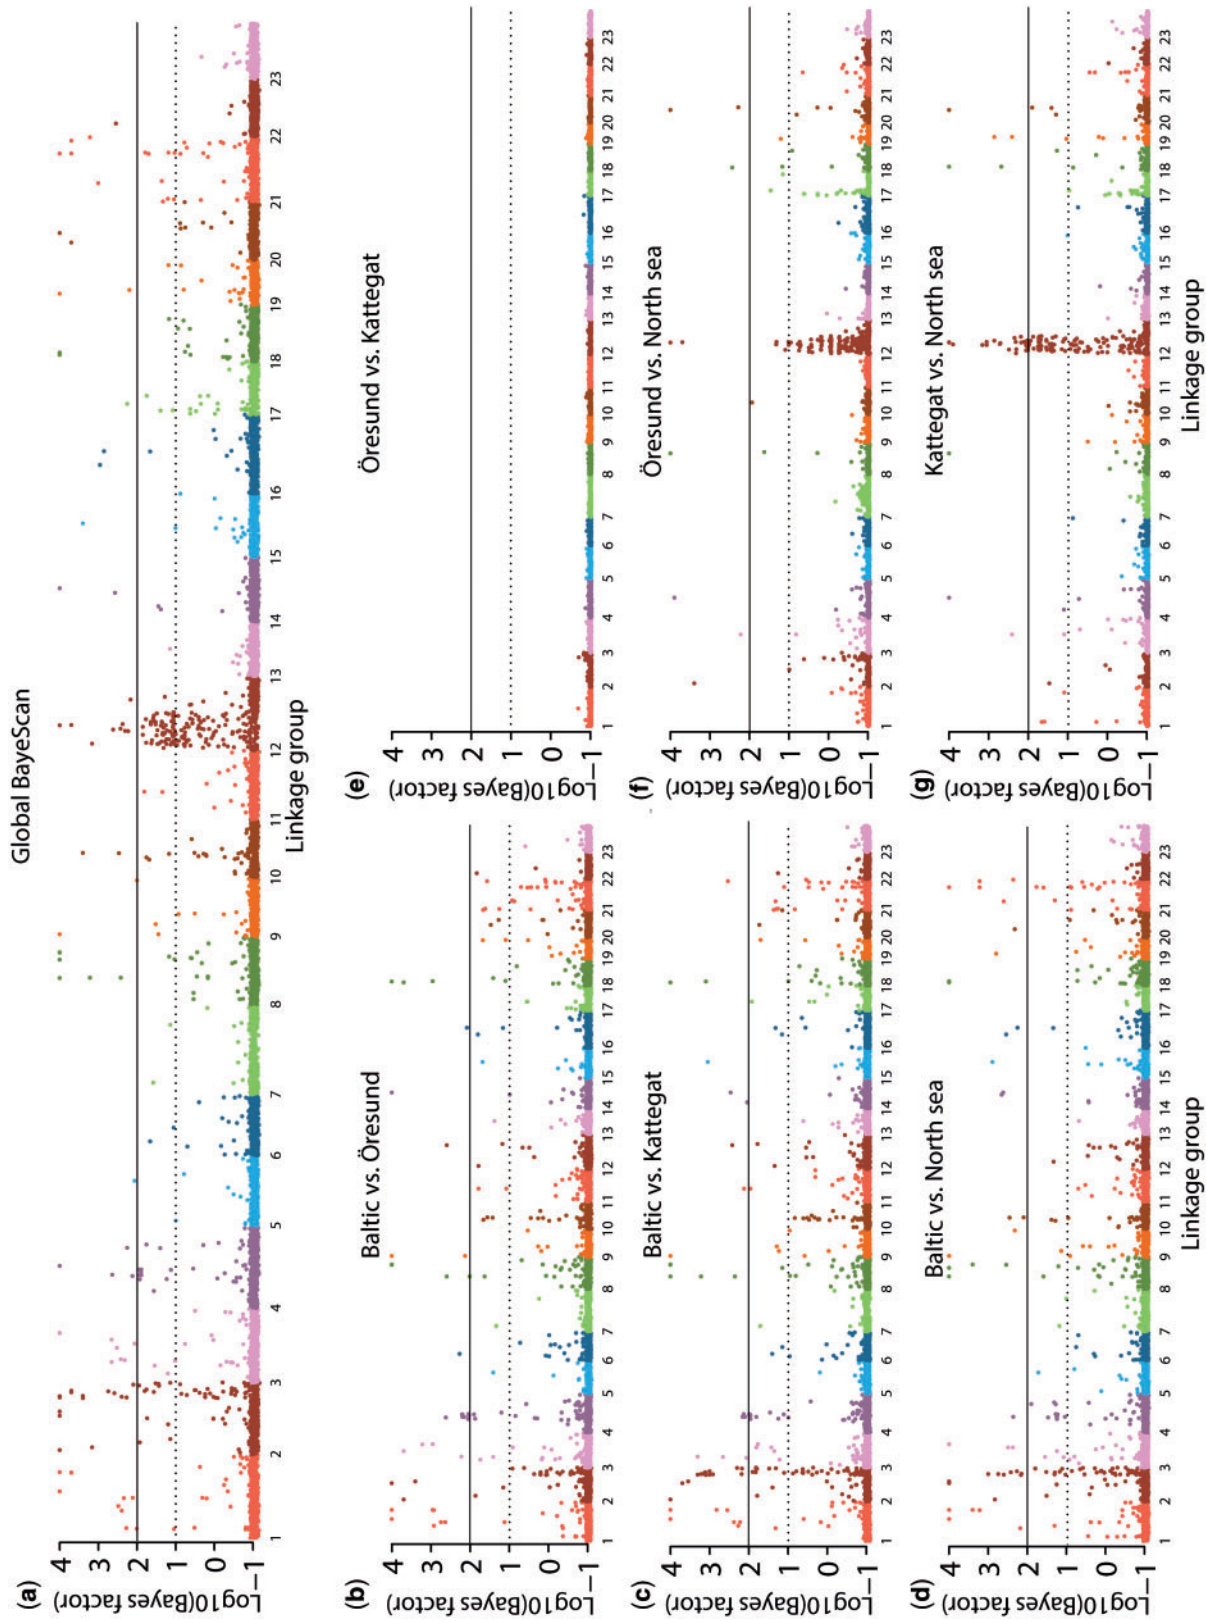 Global BayeScan
(a)
Log10(Bayes factor)
4
3
2
1
0
−1
1 2 3 4 5 6 7 8 9 10 11 12 13 14 15 16 17 18 19 20 21 22 23
Linkage group
(b)
Baltic vs. Öresund
Log10(Bayes factor)
4
3
2
1
0
−1
1 2 3 4 5 6 7 8 9 10 11 12 13 14 15 16 17 18 19 20 21 22 23
(c)
Baltic vs. Kattegat
Log10(Bayes factor)
4
3
2
1
0
−1
1 2 3 4 5 6 7 8 9 10 11 12 13 14 15 16 17 18 19 20 21 22 23
(d)
Baltic vs. North sea
Log10(Bayes factor)
4
3
2
1
0
−1
1 2 3 4 5 6 7 8 9 10 11 12 13 14 15 16 17 18 19 20 21 22 23
Linkage group
(e)
Öresund vs. Kattegat
Log10(Bayes factor)
4
3
2
1
0
−1
1 2 3 4 5 6 7 8 9 10 11 12 13 14 15 16 17 18 19 20 21 22 23
(f)
Öresund vs. North sea
Log10(Bayes factor)
4
3
2
1
0
−1
1 2 3 4 5 6 7 8 9 10 11 12 13 14 15 16 17 18 19 20 21 22 23
(g)
Kattegat vs. North sea
Log10(Bayes factor)
4
3
2
1
0
−1
1 2 3 4 5 6 7 8 9 10 11 12 13 14 15 16 17 18 19 20 21 22 23
Linkage group